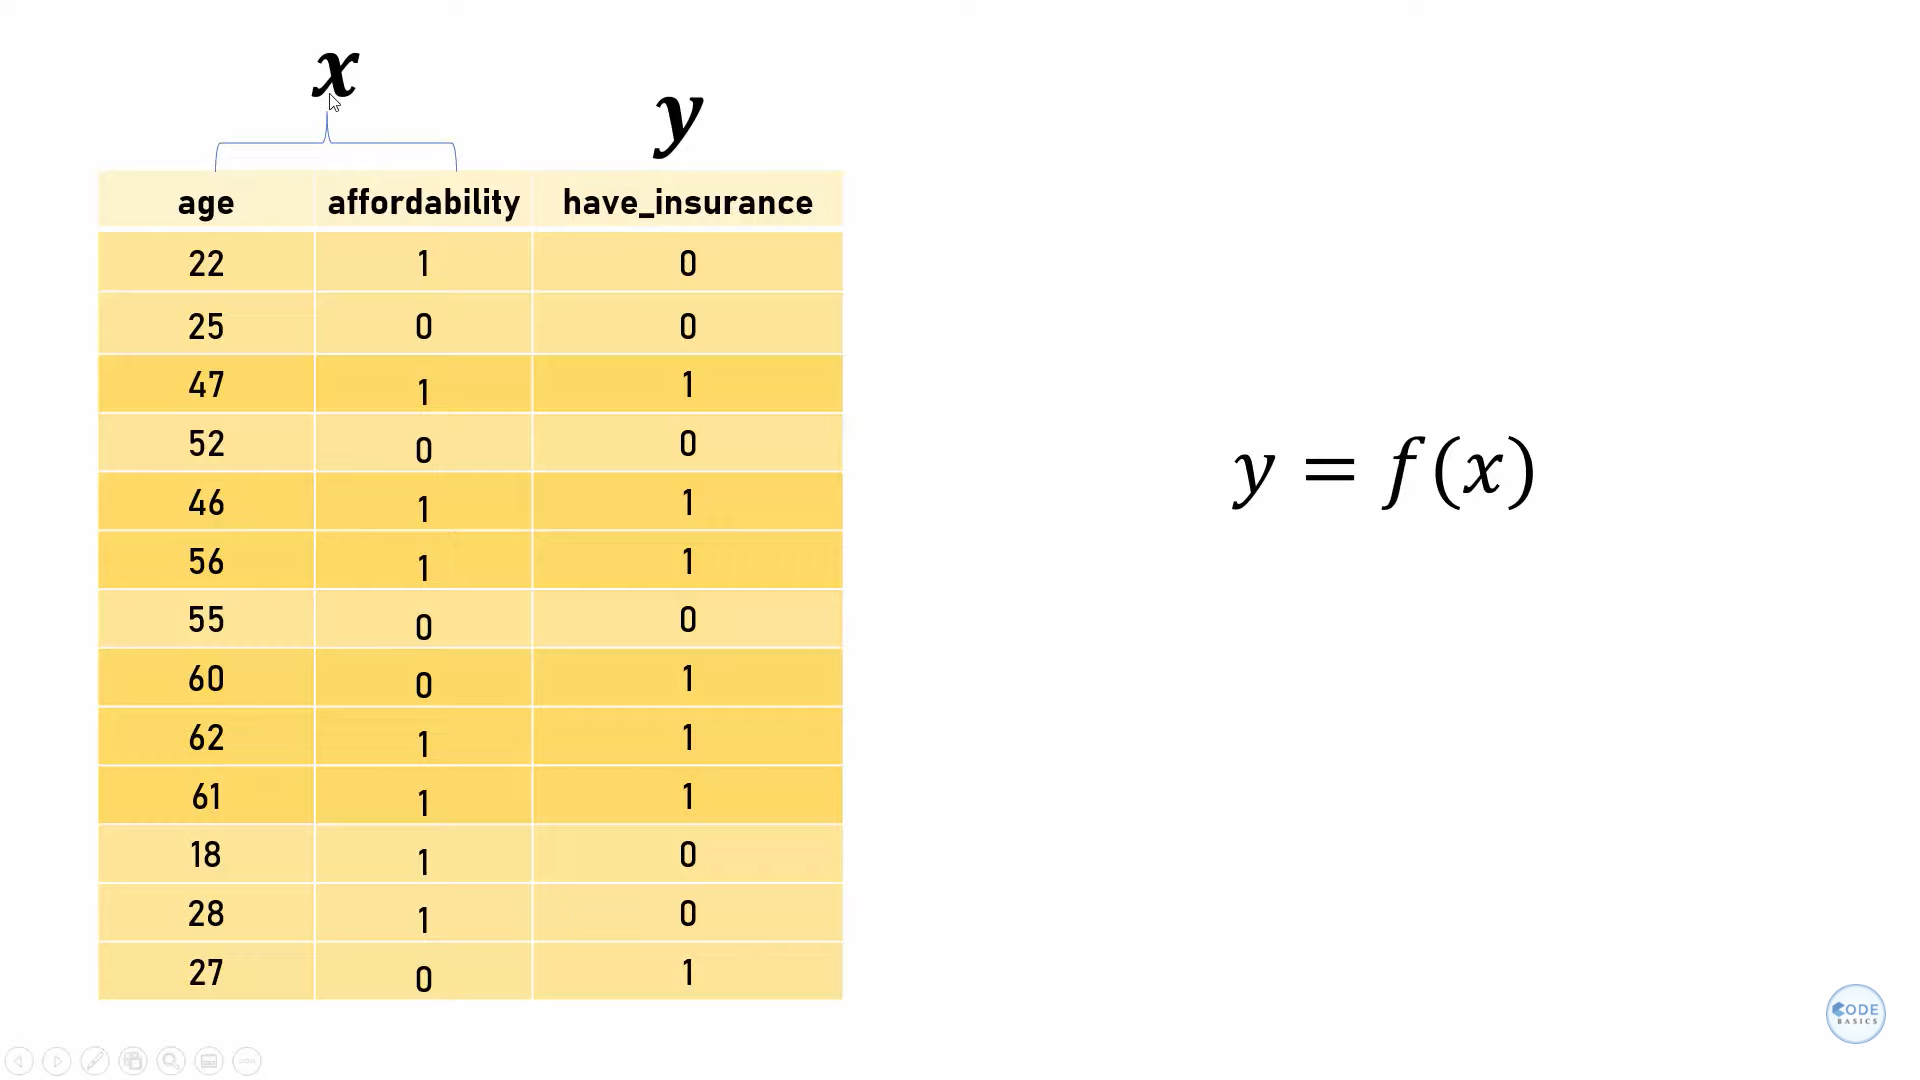 x
y
age affordability have_insurance
22 1 0
25 0 0
47 1 1
52 0 0
46 1 1
56 1 1
55 0 0
60 0 1
62 1 1
61 1 1
18 1 0
28 1 0
27 0 1
y = f(x)
CODE
BASICS